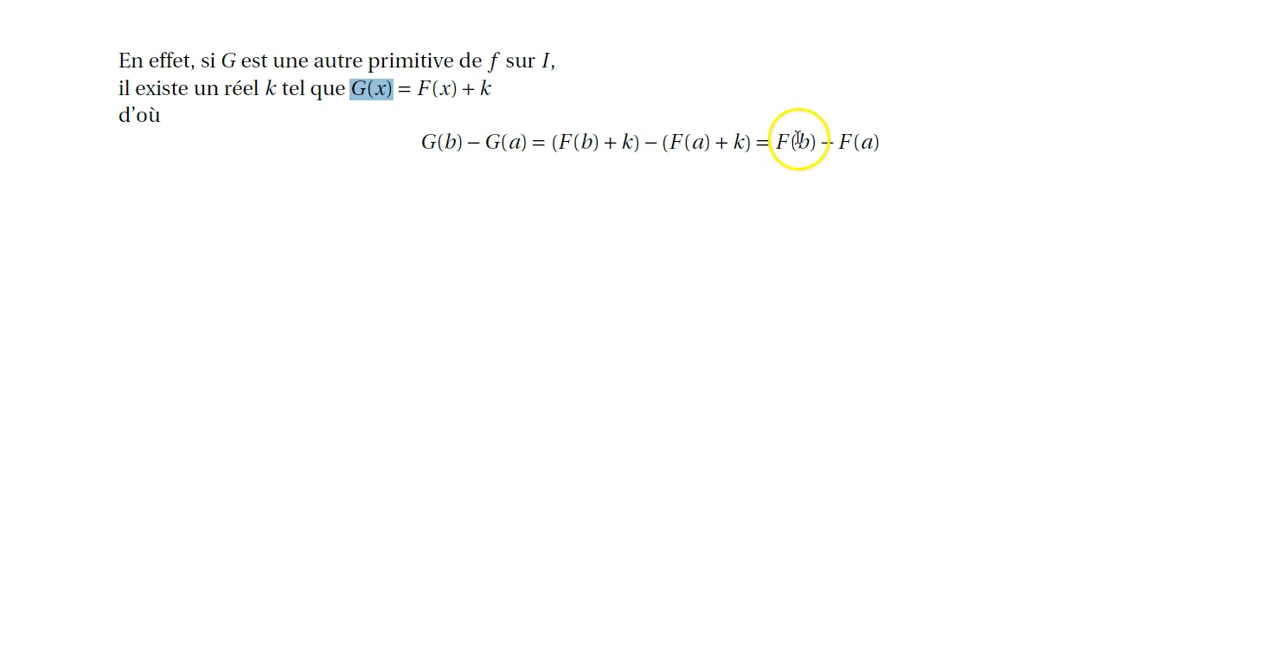 En effet, si G est une autre primitive de f sur I,
il existe un réel k tel que G(x) = F(x) + k
d’où
G(b) − G(a) = (F(b) + k) − (F(a) + k) = F(b) − F(a)